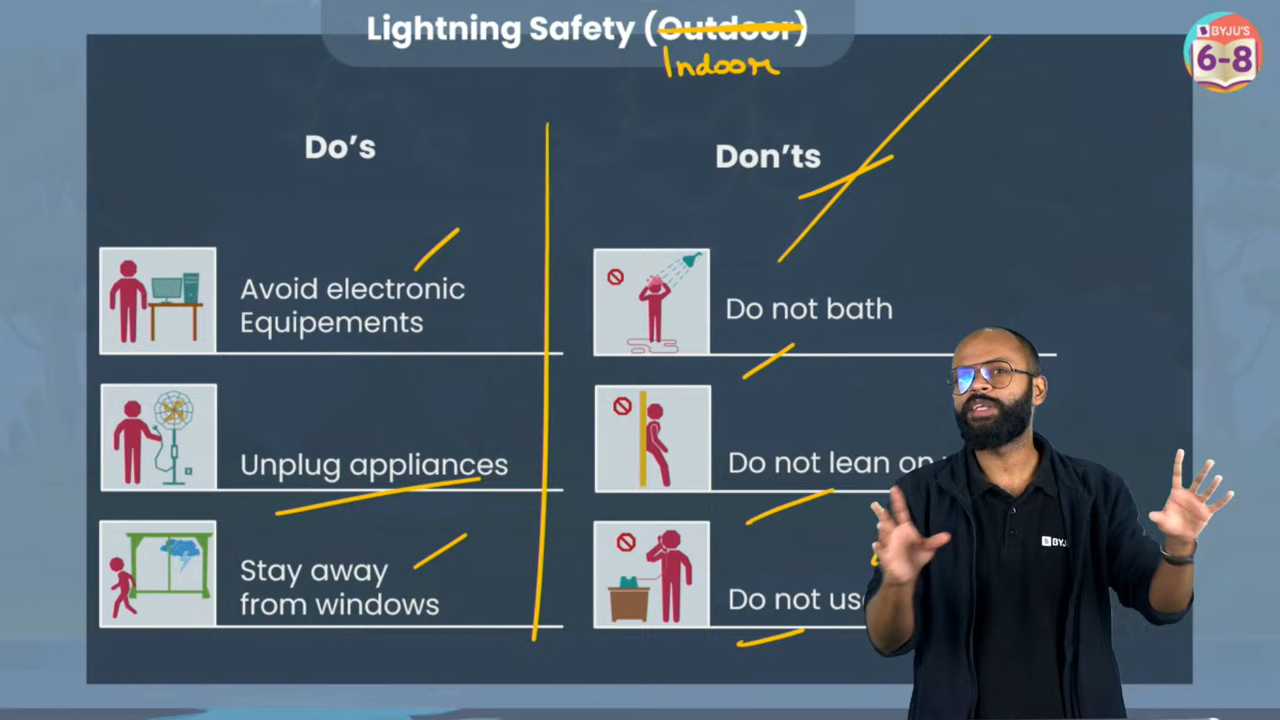 Lightning Safety (Outdoor)
Indoor
BYJU'S
6-8
Do's
Don'ts
Avoid electronic
Equipements
Do not bath
Unplug appliances
Do not lean on
Stay away
from windows
Do not us
BYJ